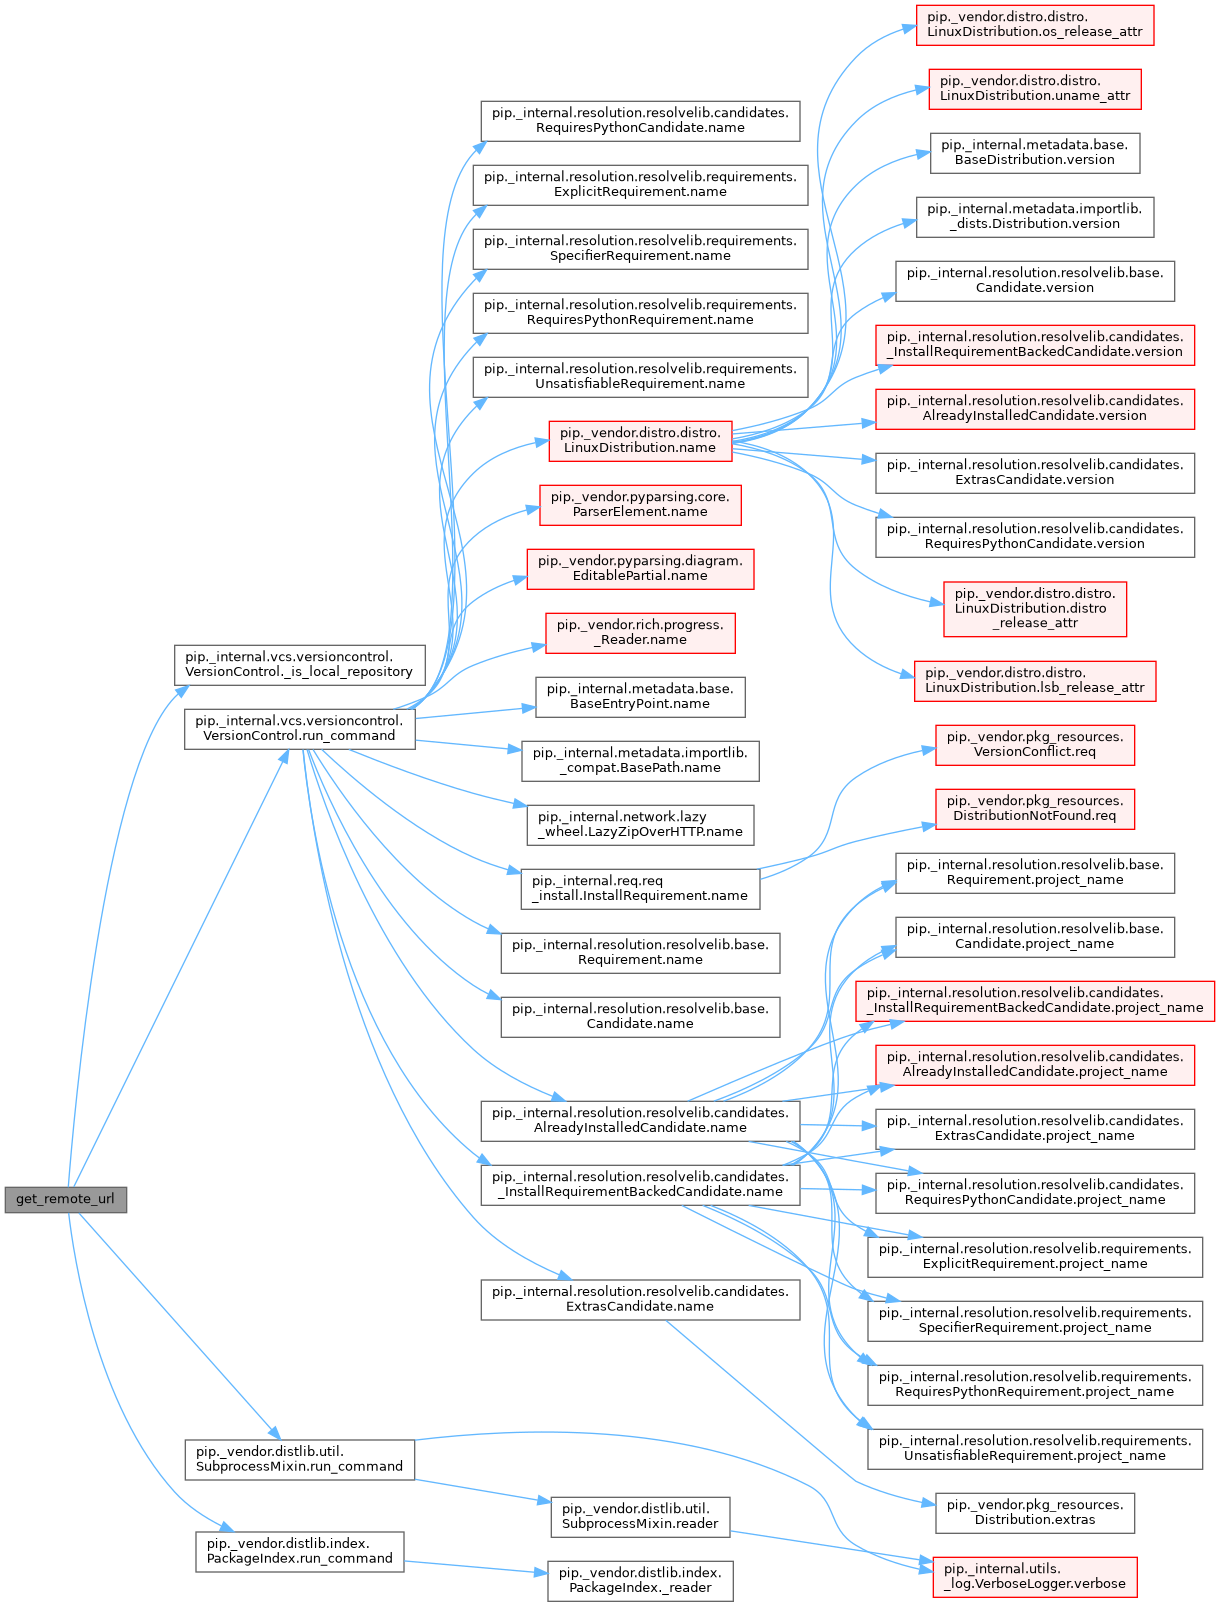 get_remote_url
pip._internal.vcs.versioncontrol.
VersionControl._is_local_repository
pip._internal.vcs.versioncontrol.
VersionControl.run_command
pip._vendor.distlib.util.
SubprocessMixin.run_command
pip._vendor.distlib.index.
PackageIndex.run_command
pip._internal.resolution.resolvelib.candidates.
RequiresPythonCandidate.name
pip._internal.resolution.resolvelib.requirements.
ExplicitRequirement.name
pip._internal.resolution.resolvelib.requirements.
SpecifierRequirement.name
pip._internal.resolution.resolvelib.requirements.
RequiresPythonRequirement.name
pip._internal.resolution.resolvelib.requirements.
UnsatisfiableRequirement.name
pip._vendor.distro.distro.
LinuxDistribution.name
pip._vendor.pyparsing.core.
ParserElement.name
pip._vendor.pyparsing.diagram.
EditablePartial.name
pip._vendor.rich.progress.
_Reader.name
pip._internal.metadata.base.
BaseEntryPoint.name
pip._internal.metadata.importlib.
_compat.BasePath.name
pip._internal.network.lazy
_wheel.LazyZipOverHTTP.name
pip._internal.req.req
_install.InstallRequirement.name
pip._internal.resolution.resolvelib.base.
Requirement.name
pip._internal.resolution.resolvelib.base.
Candidate.name
pip._internal.resolution.resolvelib.candidates.
AlreadyInstalledCandidate.name
pip._internal.resolution.resolvelib.candidates.
_InstallRequirementBackedCandidate.name
pip._internal.resolution.resolvelib.candidates.
ExtrasCandidate.name
pip._vendor.distlib.util.
SubprocessMixin.reader
pip._vendor.distlib.index.
PackageIndex._reader
pip._vendor.distro.distro.
LinuxDistribution.os_release_attr
pip._vendor.distro.distro.
LinuxDistribution.uname_attr
pip._internal.metadata.base.
BaseDistribution.version
pip._internal.metadata.importlib.
_dists.Distribution.version
pip._internal.resolution.resolvelib.base.
Candidate.version
pip._internal.resolution.resolvelib.candidates.
_InstallRequirementBackedCandidate.version
pip._internal.resolution.resolvelib.candidates.
AlreadyInstalledCandidate.version
pip._internal.resolution.resolvelib.candidates.
ExtrasCandidate.version
pip._internal.resolution.resolvelib.candidates.
RequiresPythonCandidate.version
pip._vendor.distro.distro.
LinuxDistribution.distro
_release_attr
pip._vendor.distro.distro.
LinuxDistribution.lsb_release_attr
pip._vendor.pkg_resources.
VersionConflict.req
pip._vendor.pkg_resources.
DistributionNotFound.req
pip._internal.resolution.resolvelib.base.
Requirement.project_name
pip._internal.resolution.resolvelib.base.
Candidate.project_name
pip._internal.resolution.resolvelib.candidates.
_InstallRequirementBackedCandidate.project_name
pip._internal.resolution.resolvelib.candidates.
AlreadyInstalledCandidate.project_name
pip._internal.resolution.resolvelib.candidates.
ExtrasCandidate.project_name
pip._internal.resolution.resolvelib.candidates.
RequiresPythonCandidate.project_name
pip._internal.resolution.resolvelib.requirements.
ExplicitRequirement.project_name
pip._internal.resolution.resolvelib.requirements.
SpecifierRequirement.project_name
pip._internal.resolution.resolvelib.requirements.
RequiresPythonRequirement.project_name
pip._internal.resolution.resolvelib.requirements.
UnsatisfiableRequirement.project_name
pip._vendor.pkg_resources.
Distribution.extras
pip._internal.utils.
_log.VerboseLogger.verbose